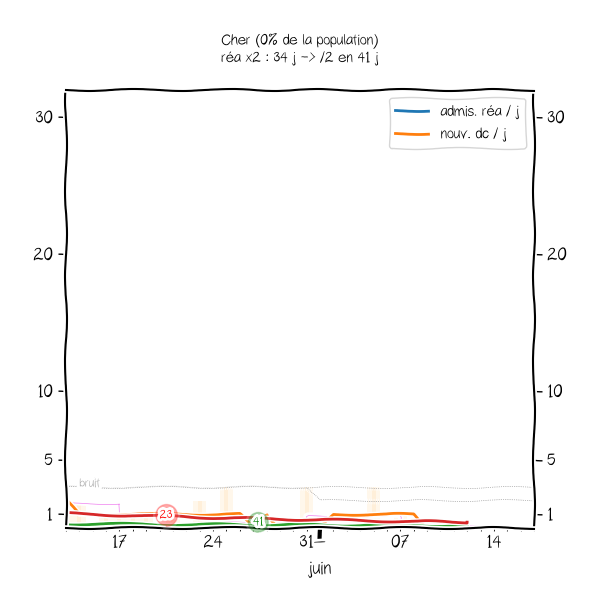 Cher (0% de la population)
réa x2 : 34 j -> /2 en 41 j
admis. réa / j
nouv. dc / j
30 30
20 20
10 10
5 5
bruit
1 23 41 1
17 24 31 07 14
juin